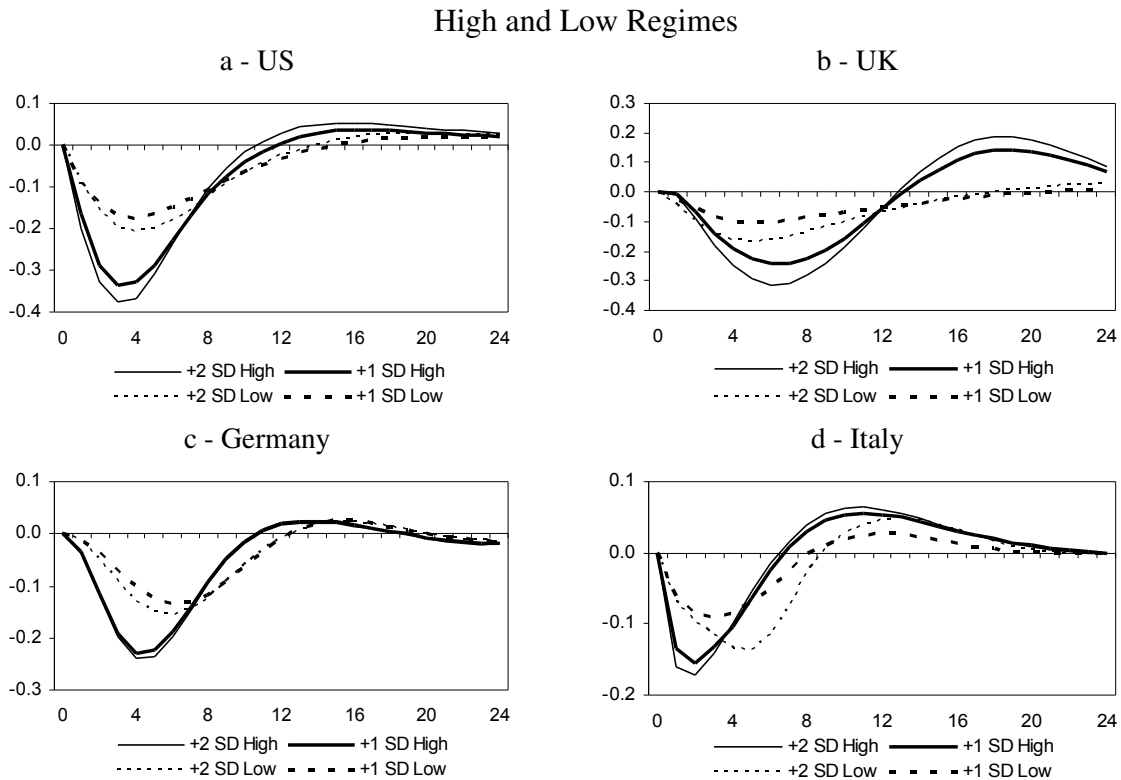 High and Low Regimes
a - US
0.1
0.0
-0.1
-0.2
-0.3
-0.4
0 4 8 12 16 20 24
+2 SD High +1 SD High
+2 SD Low +1 SD Low
b - UK
0.3
0.2
0.1
0.0
-0.1
-0.2
-0.3
-0.4
0 4 8 12 16 20 24
+2 SD High +1 SD High
+2 SD Low +1 SD Low
c - Germany
0.1
0.0
-0.1
-0.2
-0.3
0 4 8 12 16 20 24
+2 SD High +1 SD High
+2 SD Low +1 SD Low
d - Italy
0.1
0.0
-0.1
-0.2
0 4 8 12 16 20 24
+2 SD High +1 SD High
+2 SD Low +1 SD Low